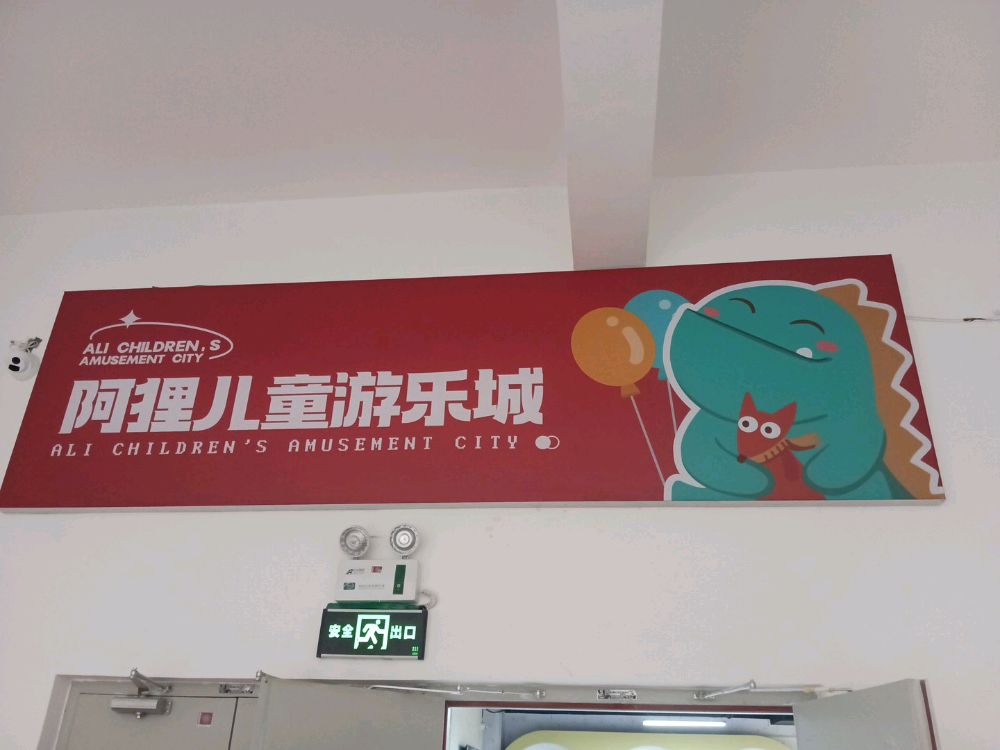 ALI CHILDREN,S
AMUSEMENT CITY
阿狸儿童游乐城
ALI CHILDREN'S AMUSEMENT CITY
安全出口